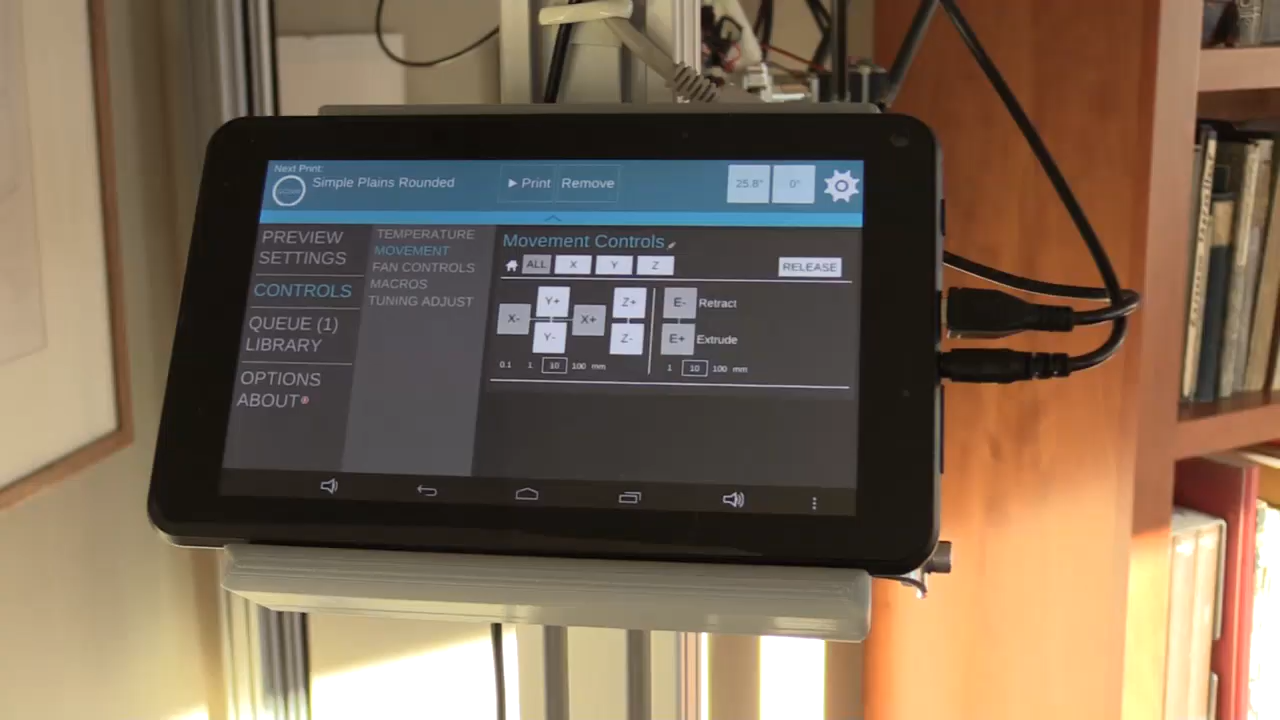 Next Print:
Simple Plains Rounded
Print
Remove
25.8°
0°
PREVIEW
SETTINGS
CONTROLS
QUEUE (1)
LIBRARY
OPTIONS
ABOUT
TEMPERATURE
MOVEMENT
FAN CONTROLS
MACROS
TUNING ADJUST
Movement Controls
ALL X Y Z
RELEASE
X- Y+ Y- X+ Z+ Z-
E- Retract
E+ Extrude
0.1 1 10 100 mm
1 10 100 mm